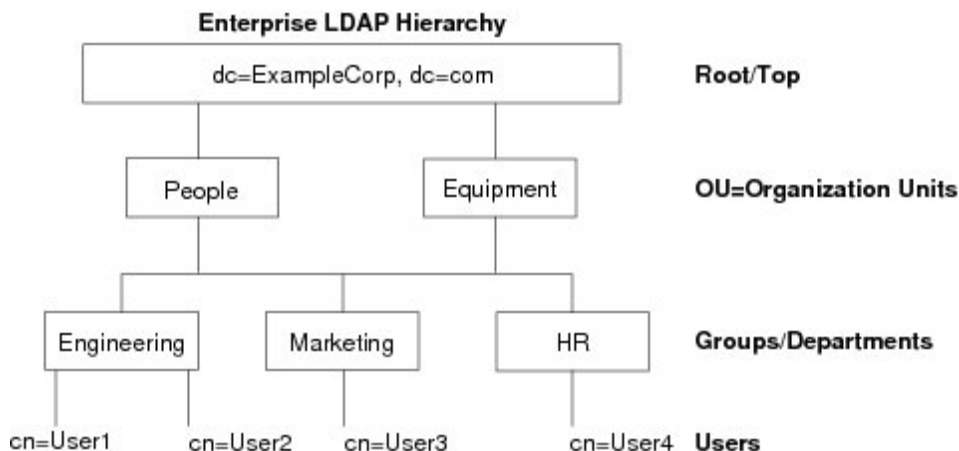 Enterprise LDAP Hierarchy
dc=ExampleCorp, dc=com
Root/Top
People
Equipment
OU=Organization Units
Engineering
Marketing
HR
Groups/Departments
cn=User1
cn=User2
cn=User3
cn=User4
Users